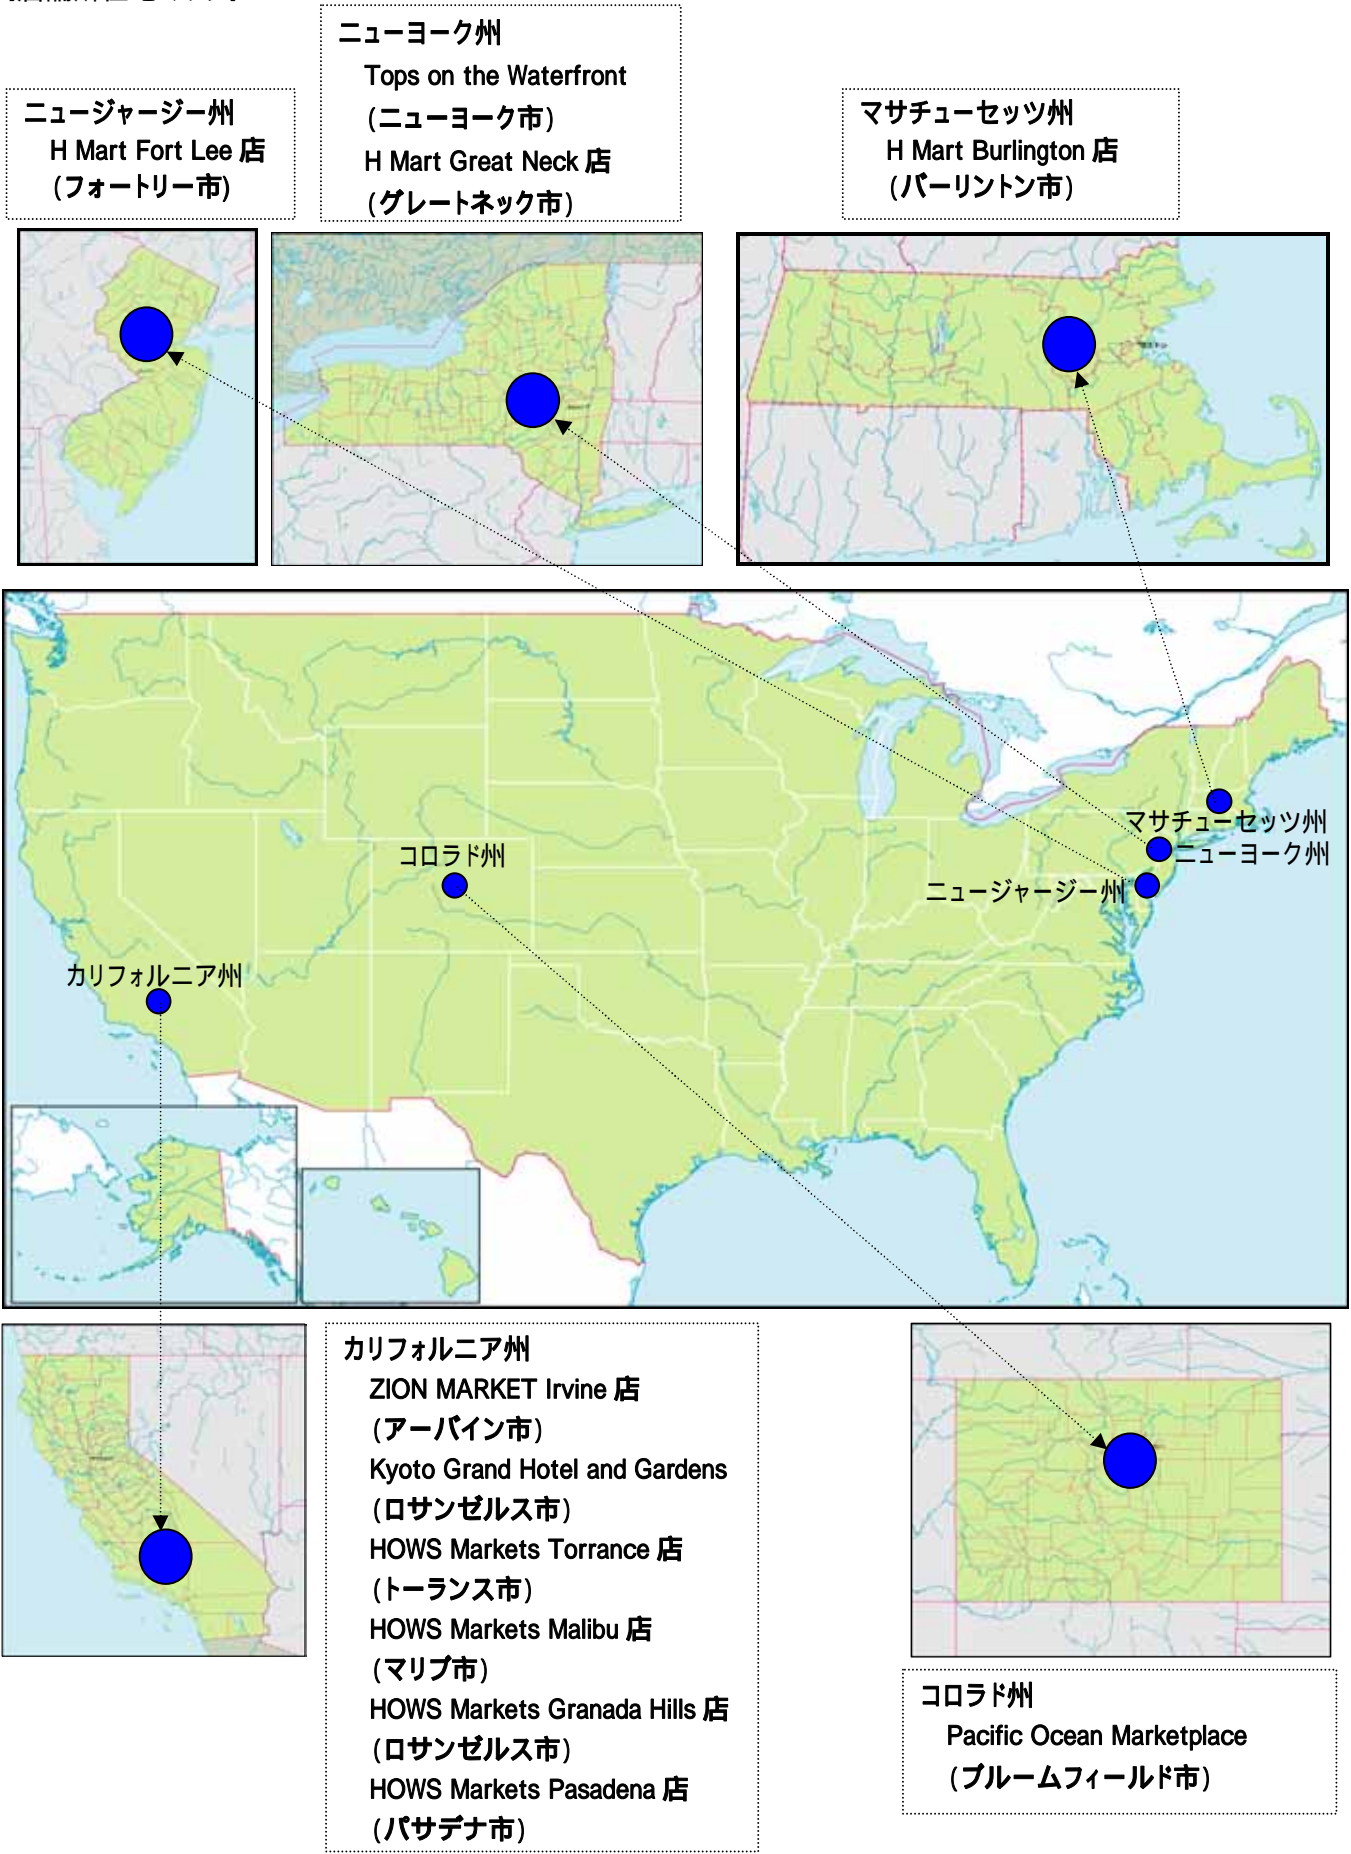 ニューヨーク州
Tops on the Waterfront
(ニューヨーク市)
H Mart Great Neck 店
(グレートネック市)
ニュージャージー州
H Mart Fort Lee 店
(フォートリー市)
マサチューセッツ州
H Mart Burlington 店
(バーリントン市)
マサチューセッツ州
ニューヨーク州
コロラド州
ニュージャージー州
カリフォルニア州
カリフォルニア州
ZION MARKET Irvine 店
(アーバイン市)
Kyoto Grand Hotel and Gardens
(ロサンゼルス市)
HOWS Markets Torrance 店
(トーランス市)
HOWS Markets Malibu 店
(マリブ市)
HOWS Markets Granada Hills 店
(ロサンゼルス市)
HOWS Markets Pasadena 店
(パサデナ市)
コロラド州
Pacific Ocean Marketplace
(ブルームフィールド市)